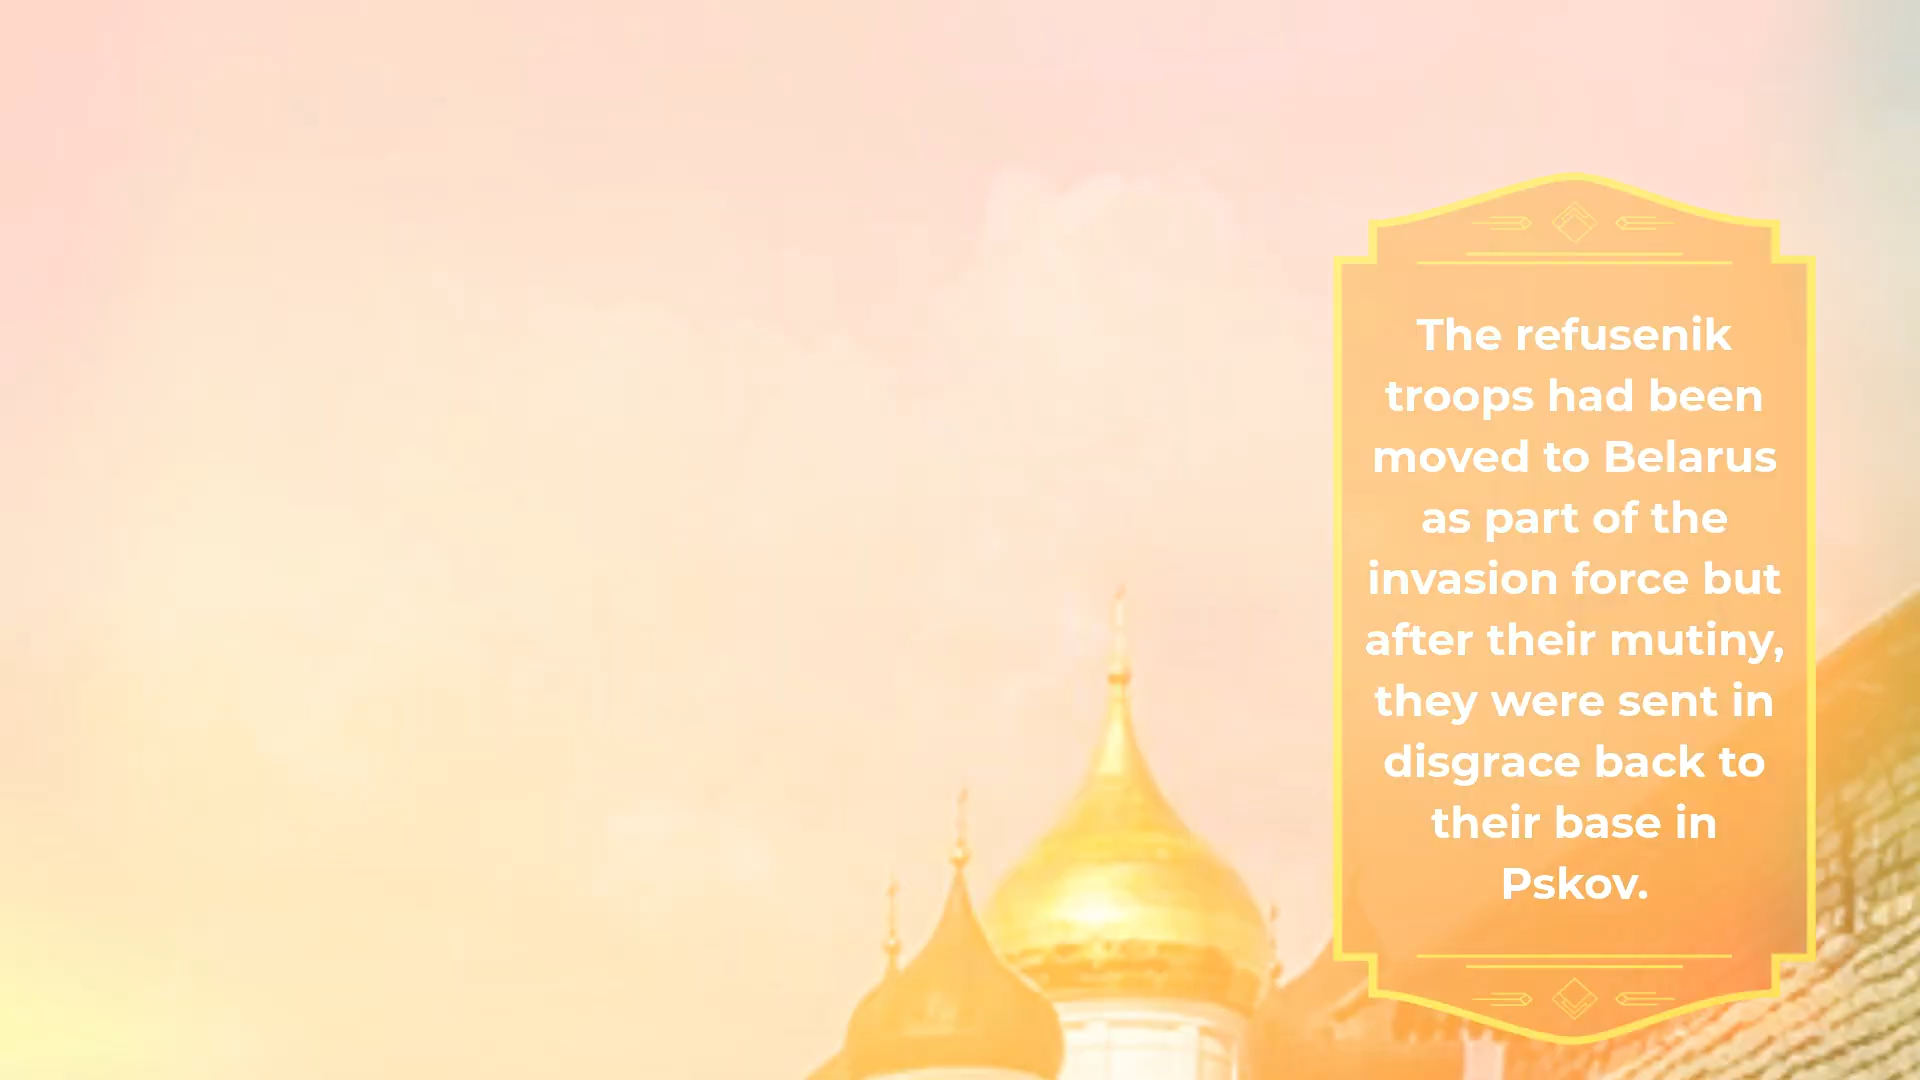 The refusenik
troops had been
moved to Belarus
as part of the
invasion force but
after their mutiny,
they were sent in
disgrace back to
their base in
Pskov.